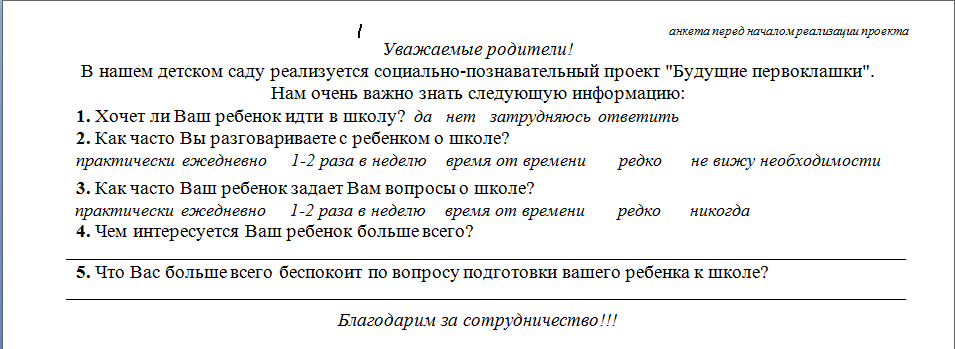 анкета перед началом реализации проекта
Уважаемые родители!
В нашем детском саду реализуется социально-познавательный проект "Будущие первоклашки".
Нам очень важно знать следующую информацию:
1. Хочет ли Ваш ребенок идти в школу? да нет затрудняюсь ответить
2. Как часто Вы разговариваете с ребенком о школе?
практически ежедневно 1-2 раза в неделю время от времени редко не вижу необходимости
3. Как часто Ваш ребенок задает Вам вопросы о школе?
практически ежедневно 1-2 раза в неделю время от времени редко никогда
4. Чем интересуется Ваш ребенок больше всего?
5. Что Вас больше всего беспокоит по вопросу подготовки вашего ребенка к школе?
Благодарим за сотрудничество!!!